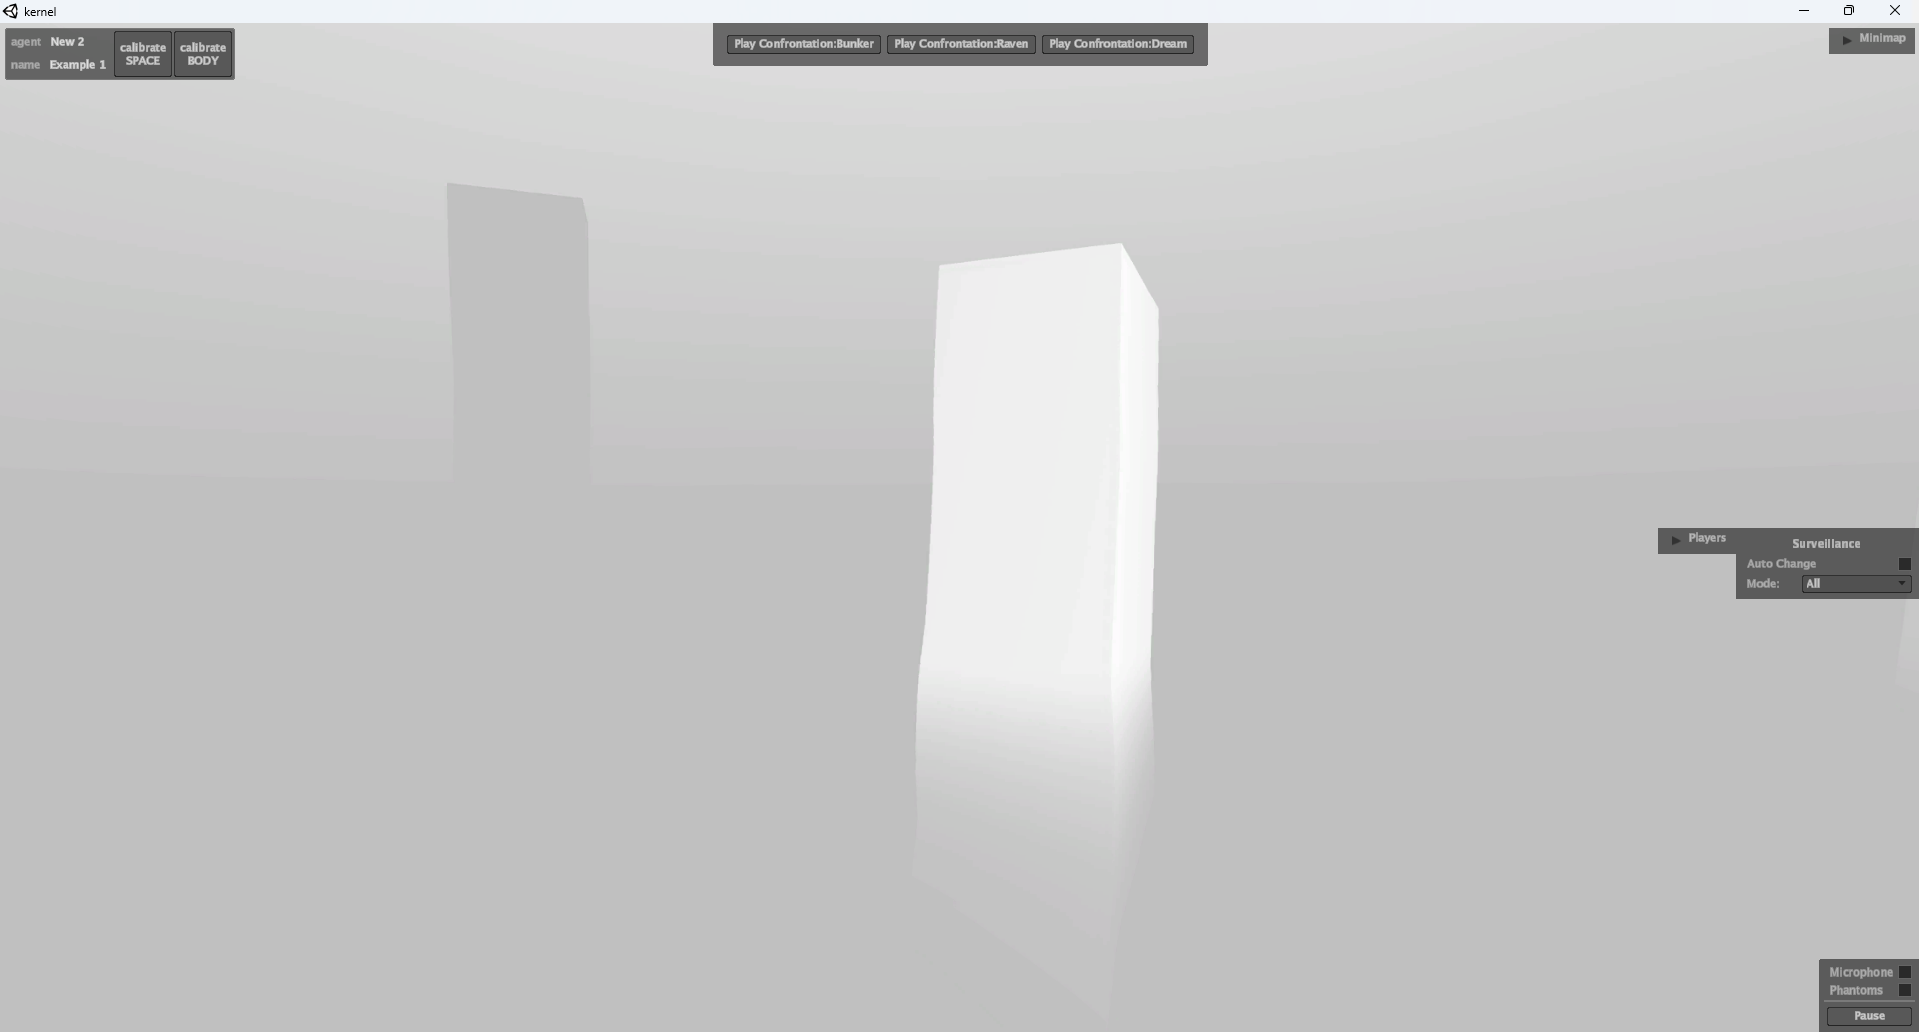 kernel
agent New 2
name Example 1
calibrate
SPACE
calibrate
BODY
Play Confrontation:Bunker
Play Confrontation:Raven
Play Confrontation:Dream
Minimap
Players
Surveillance
Auto Change
Mode: All
Microphone
Phantoms
Pause